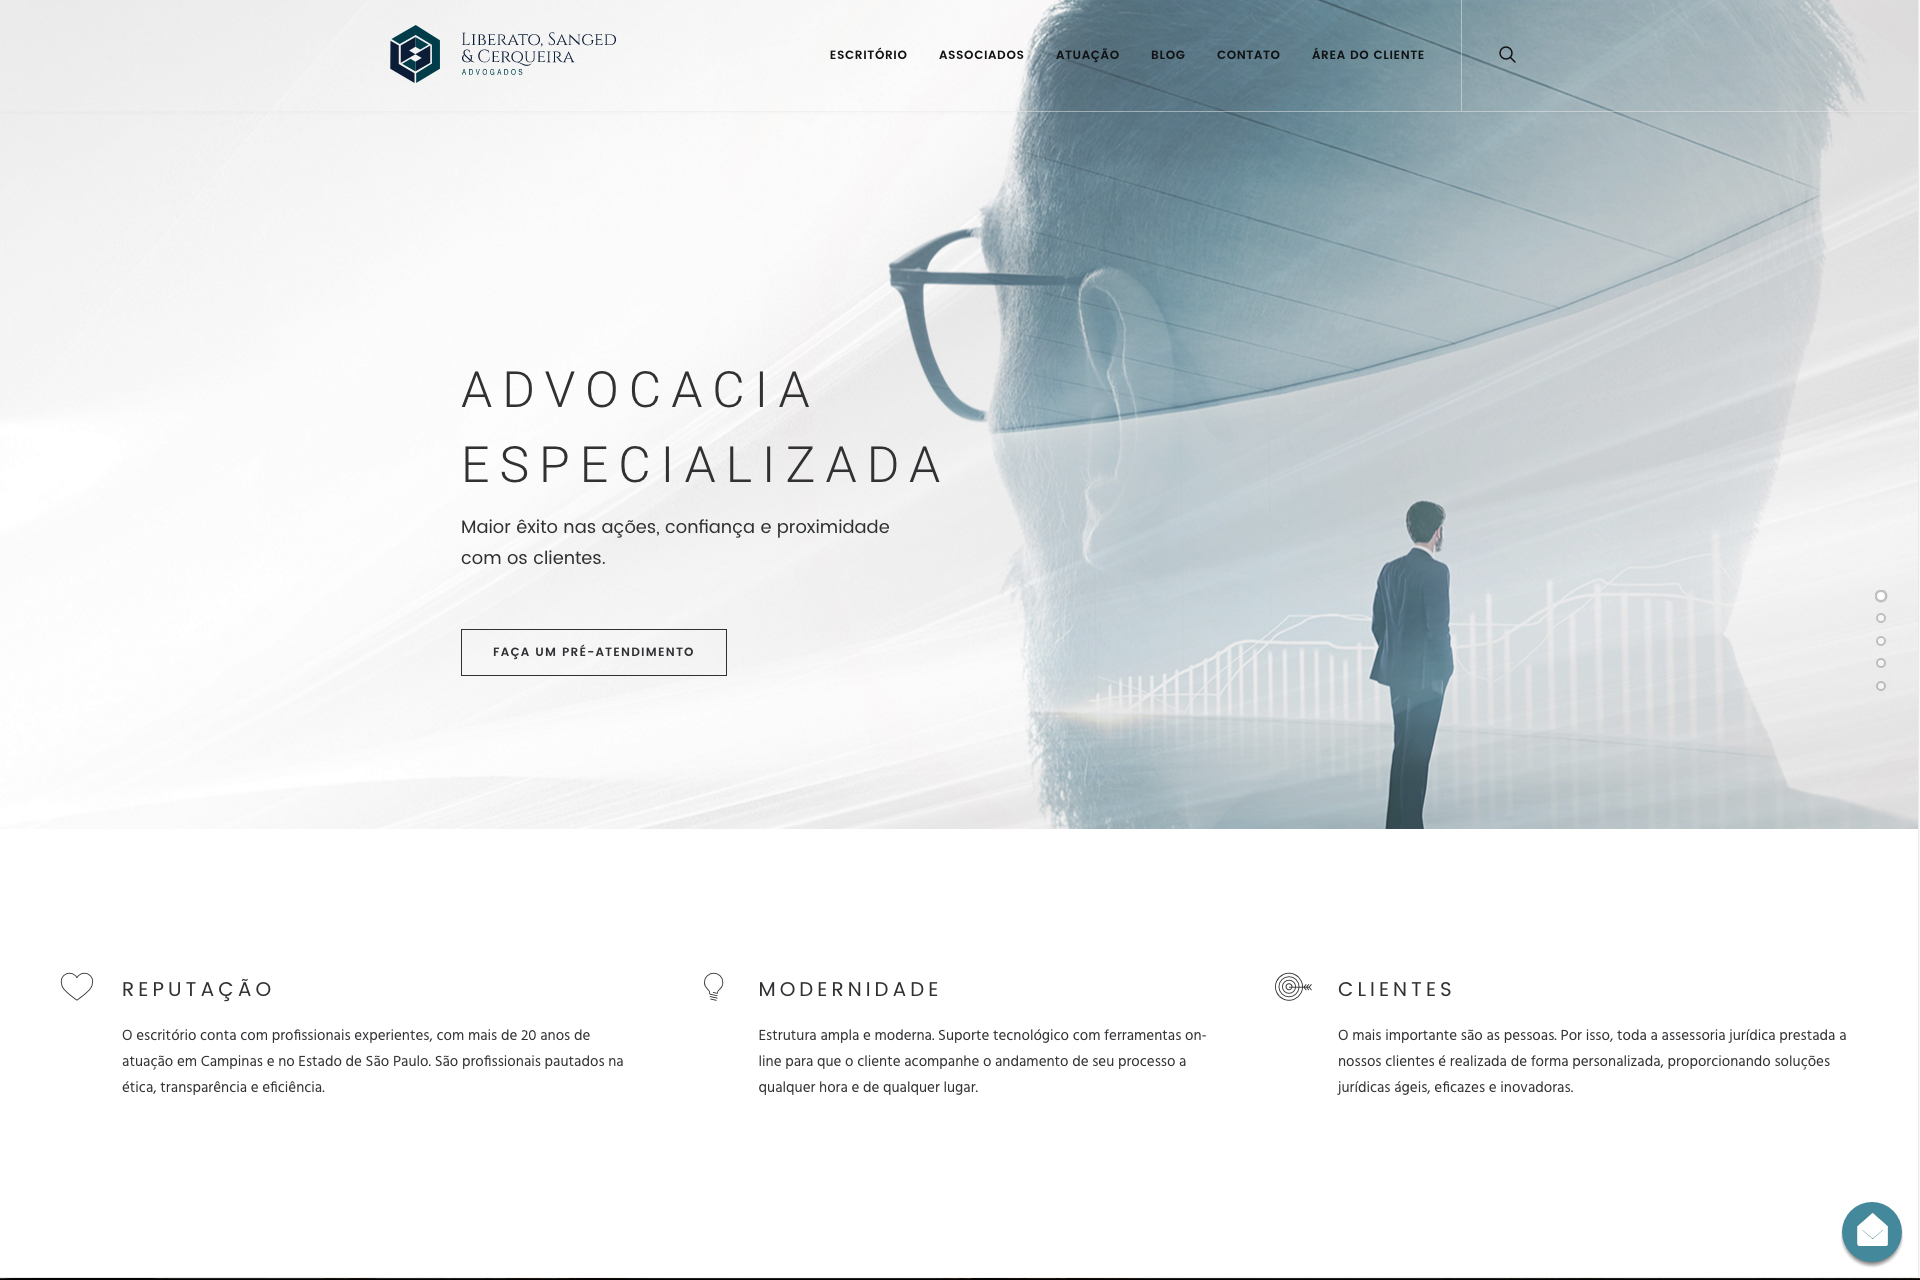 LIBERATO, SANGED
& CERQUEIRA
ADVOGADOS
ESCRITÓRIO ASSOCIADOS ATUAÇÃO BLOG CONTATO ÁREA DO CLIENTE
ADVOCACIA
ESPECIALIZADA
Maior êxito nas ações, confiança e proximidade
com os clientes.
FAÇA UM PRÉ-ATENDIMENTO
REPUTAÇÃO
O escritório conta com profissionais experientes, com mais de 20 anos de
atuação em Campinas e no Estado de São Paulo. São profissionais pautados na
ética, transparência e eficiência.
MODERNIDADE
Estrutura ampla e moderna. Suporte tecnológico com ferramentas on-
line para que o cliente acompanhe o andamento de seu processo a
qualquer hora e de qualquer lugar.
CLIENTES
O mais importante são as pessoas. Por isso, toda a assessoria jurídica prestada a
nossos clientes é realizada de forma personalizada, proporcionando soluções
jurídicas ágeis, eficazes e inovadoras.